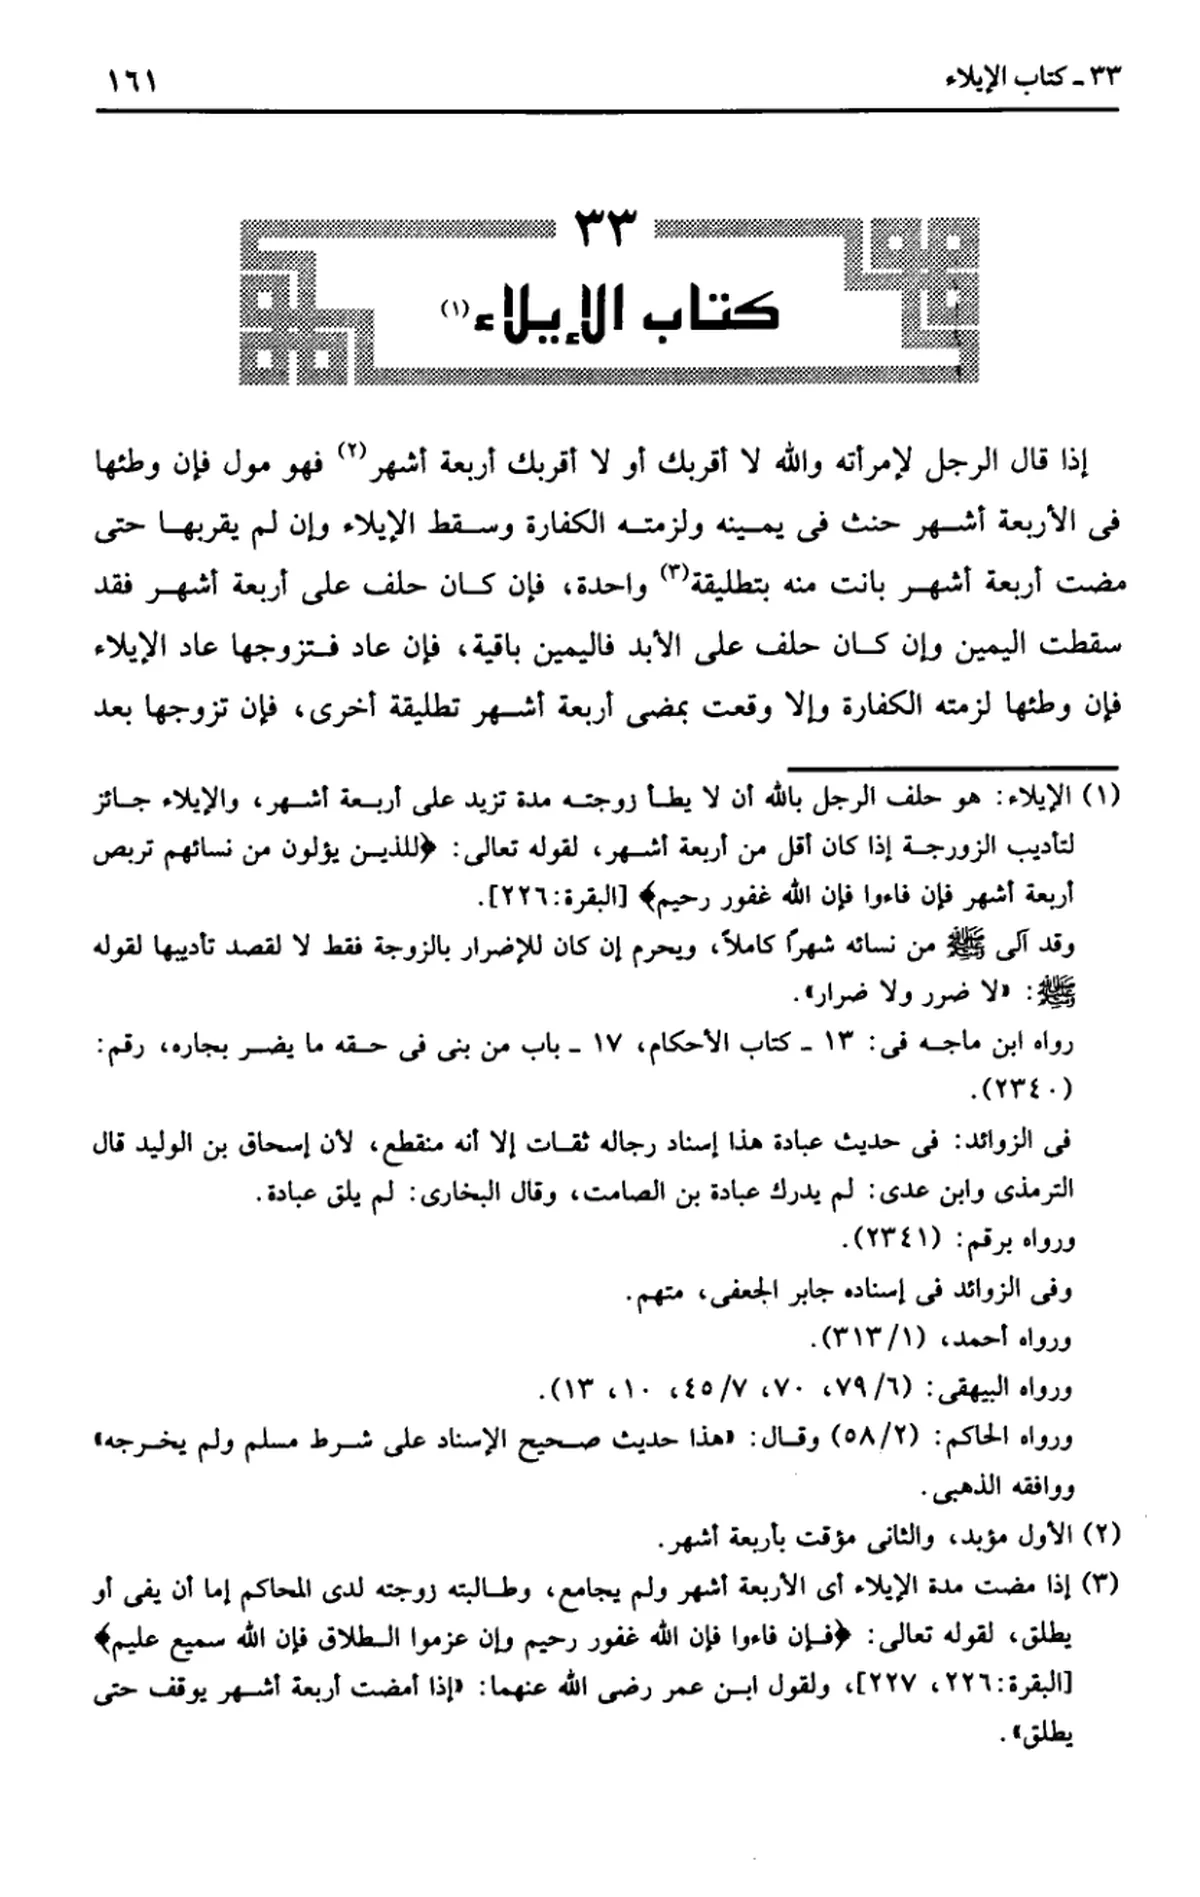 ٣٣ ـ كتاب الإيلاء
١٦١
٣٣
كتاب الإيلاء (١)
إذا قال الرجل لإمرأته والله لا أقربك أو لا أقربك أربعة أشهر(٢) فهو مول فإن وطئها
فى الأربعة أشهر حنث فى يمينه ولزمته الكفارة وسقط الإيلاء وإن لم يقربها حتى
مضت أربعة أشهر بانت منه بتطليقة(٣) واحدة، فإن كان حلف على أربعة أشهر فقد
سقطت اليمين وإن كان حلف على الأبد فاليمين باقية، فإن عاد فتزوجها عاد الإيلاء
فإن وطئها لزمته الكفارة وإلا وقعت بمضى أربعة أشهر تطليقة أخرى، فإن تزوجها بعد
(١) الإيلاء: هو حلف الرجل بالله أن لا يطأ زوجته مدة تزيد على أربعة أشهر، والإيلاء جائز
لتأديب الزورجة إذا كان أقل من أربعة أشهر، لقوله تعالى: ﴿للذين يؤلون من نسائهم تربص
أربعة أشهر فإن فاءوا فإن الله غفور رحيم﴾ [البقرة:٢٢٦].
وقد آلى ﷺ من نسائه شهراً كاملاً، ويحرم إن كان للإضرار بالزوجة فقط لا لقصد تأديبها لقوله
ﷺ: «لا ضرر ولا ضرار».
رواه ابن ماجه فى: ١٣ ـ كتاب الأحكام، ١٧ ـ باب من بنى فى حقه ما يضر بجاره، رقم:
(٢٣٤٠).
فى الزوائد: فى حديث عبادة هذا إسناد رجاله ثقات إلا أنه منقطع، لأن إسحاق بن الوليد قال
الترمذى وابن عدى: لم يدرك عبادة بن الصامت، وقال البخارى: لم يلق عبادة.
ورواه برقم: (٢٣٤١).
وفى الزوائد فى إسناده جابر الجعفى، متهم.
ورواه أحمد، (٣١٣/١).
ورواه البيهقى: (٧٩/٦، ٧٠، ٤٥/٧، ١٠، ١٣).
ورواه الحاكم: (٥٨/٢) وقال: «هذا حديث صحيح الإسناد على شرط مسلم ولم يخرجه»
ووافقه الذهبى.
(٢) الأول مؤبد، والثانى مؤقت بأربعة أشهر.
(٣) إذا مضت مدة الإيلاء أى الأربعة أشهر ولم يجامع، وطالبته زوجته لدى المحاكم إما أن يفى أو
يطلق، لقوله تعالى: ﴿فإن فاءوا فإن الله غفور رحيم وإن عزموا الطلاق فإن الله سميع عليم﴾
[البقرة:٢٢٦، ٢٢٧]، ولقول ابن عمر رضى الله عنهما: «إذا أمضت أربعة أشهر يوقف حتى
يطلق».